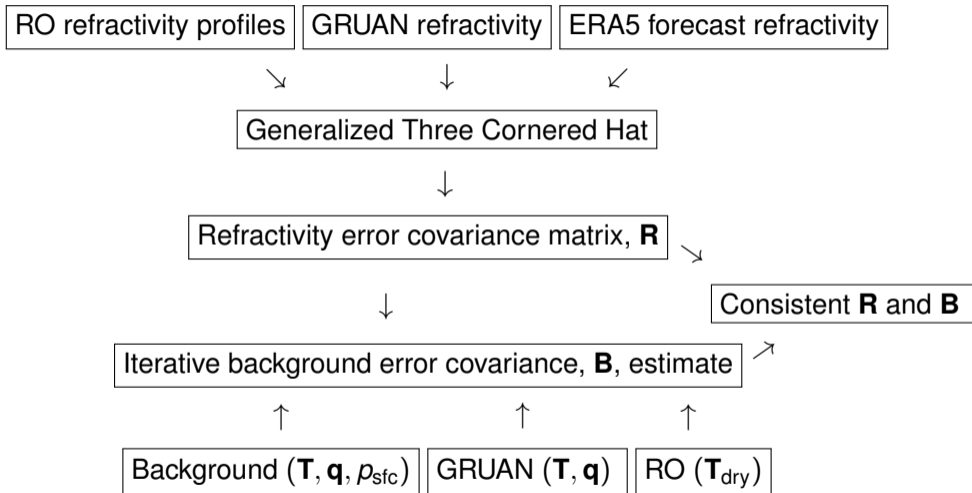 RO refractivity profiles GRUAN refractivity ERA5 forecast refractivity
Generalized Three Cornered Hat
Refractivity error covariance matrix, R
Consistent R and B
Iterative background error covariance, B, estimate
Background (T, q, p_sfc) GRUAN (T, q) RO (T_dry)